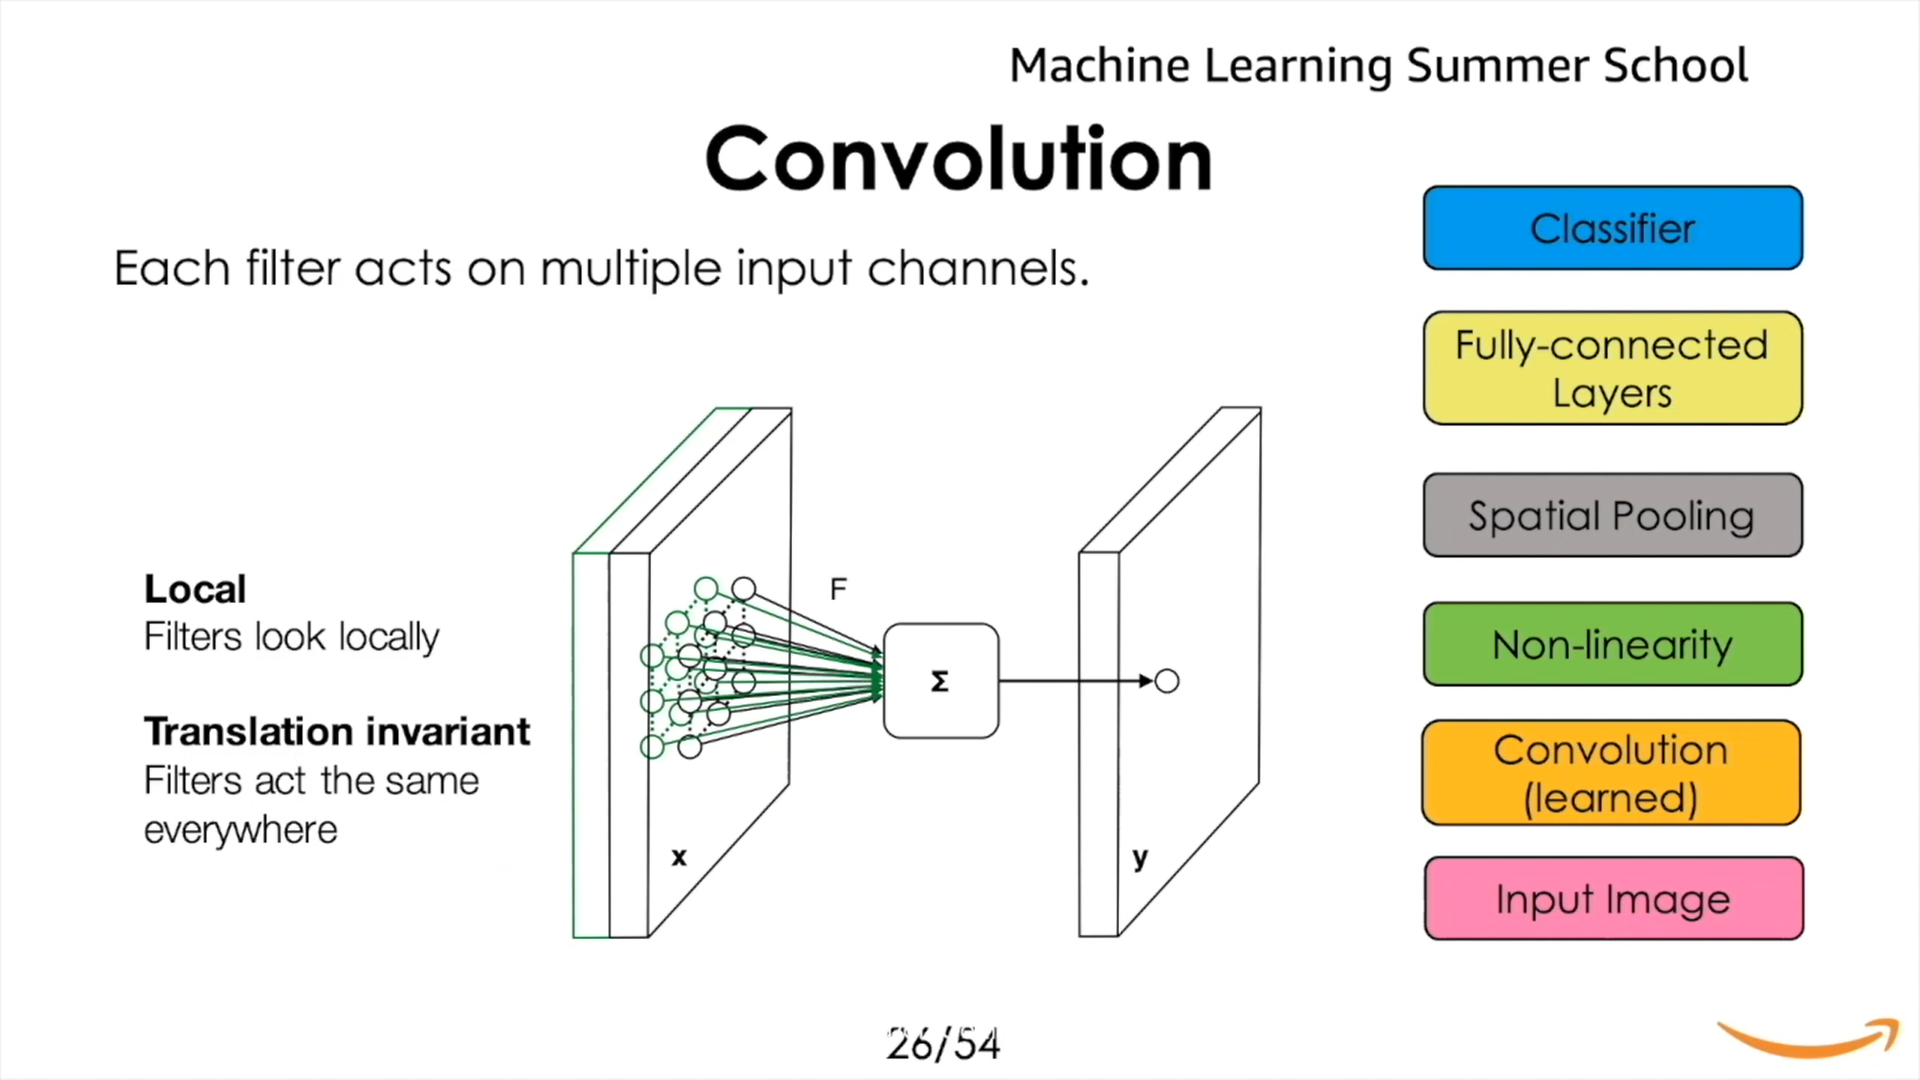 Machine Learning Summer School
Convolution
Each filter acts on multiple input channels.
Local
Filters look locally
Translation invariant
Filters act the same
everywhere
F
Σ
x
y
Classifier
Fully-connected
Layers
Spatial Pooling
Non-linearity
Convolution
(learned)
Input Image
26/54